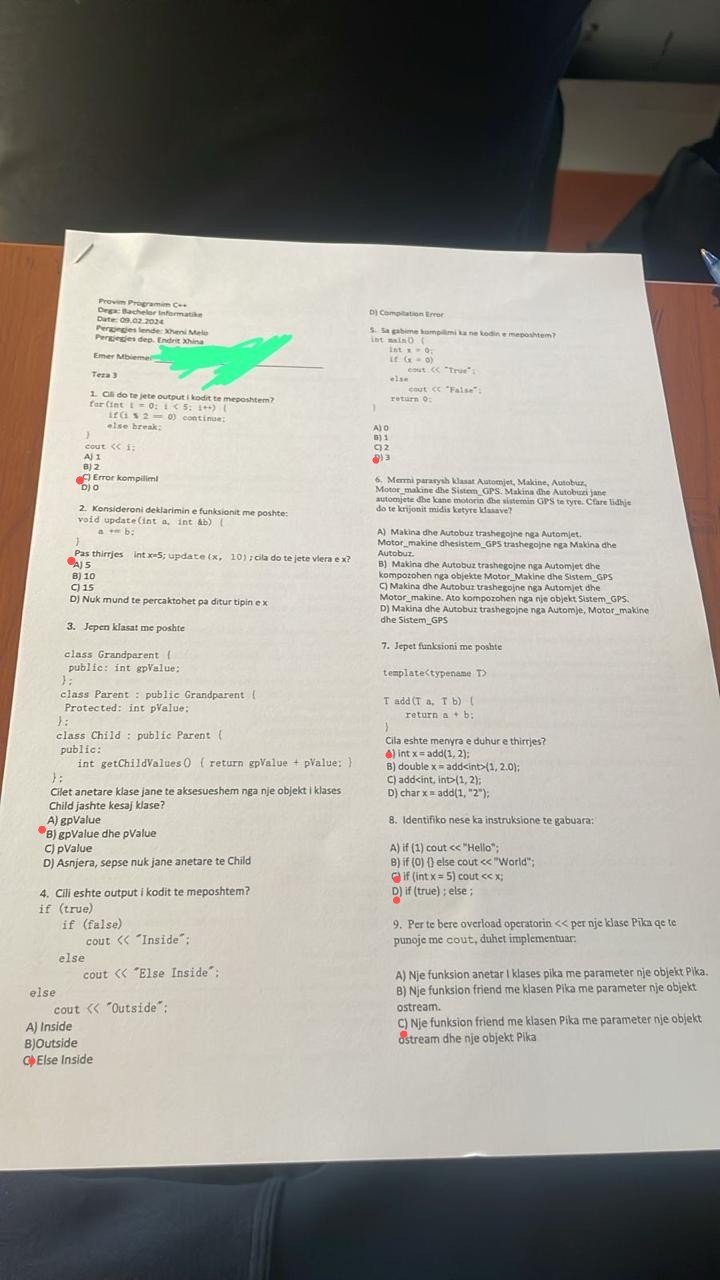 Provim Programim C++
Dega: Bachelor Informatike
Date: 09.02.2024
Pergjegjes lende: Xheni Melo
Pergjegjes dep. Endrit Xhina
Emer Mbiemer
Teza 3
1. Cili do te jete output i kodit te meposhtem?
for(int i = 0; i < 5; i++) {
if(i % 2 == 0) continue;
else break;
}
cout << i;
A) 1
B) 2
C) Error kompilimi
D) 0
2. Konsideroni deklarimin e funksionit me poshte:
void update(int a, int &b) {
a += b;
}
Pas thirrjes int x=5; update(x, 10) ; cila do te jete vlera e x?
A) 5
B) 10
C) 15
D) Nuk mund te percaktohet pa ditur tipin e x
3. Jepen klasat me poshte
class Grandparent {
public: int gpValue;
};
class Parent : public Grandparent {
Protected: int pValue;
};
class Child : public Parent {
public:
int getChildValues() { return gpValue + pValue; }
};
Cilet anetare klase jane te aksesueshem nga nje objekt i klases
Child jashte kesaj klase?
A) gpValue
B) gpValue dhe pValue
C) pValue
D) Asnjera, sepse nuk jane anetare te Child
4. Cili eshte output i kodit te meposhtem?
if (true)
if (false)
cout << "Inside";
else
cout << "Else Inside";
else
cout << "Outside";
A) Inside
B)Outside
C) Else Inside
D) Compilation Error
5. Sa gabime kompilimi ka ne kodin e meposhtem?
int main() {
int x = 0;
if (x = 0)
cout << "True";
else
cout << "False";
return 0;
}
A) 0
B) 1
C) 2
D) 3
6. Merrni parasysh klasat Automjet, Makine, Autobuz,
Motor_makine dhe Sistem_GPS. Makina dhe Autobuzi jane
automjete dhe kane motorin dhe sistemin GPS te tyre. Cfare lidhje
do te krijonit midis ketyre klasave?
A) Makina dhe Autobuz trashegojne nga Automjet.
Motor_makine dhesistem_GPS trashegojne nga Makina dhe
Autobuz.
B) Makina dhe Autobuz trashegojne nga Automjet dhe
kompozohen nga objekte Motor_Makine dhe Sistem_GPS
C) Makina dhe Autobuz trashegojne nga Automjet dhe
Motor_makine. Ato kompozohen nga nje objekt Sistem_GPS.
D) Makina dhe Autobuz trashegojne nga Automje, Motor_makine
dhe Sistem_GPS
7. Jepet funksioni me poshte
template<typename T>
T add(T a, T b) {
return a + b;
}
Cila eshte menyra e duhur e thirrjes?
A) int x = add(1, 2);
B) double x = add<int>(1, 2.0);
C) add<int, int>(1, 2);
D) char x = add(1, "2");
8. Identifiko nese ka instruksione te gabuara:
A) if (1) cout << "Hello";
B) if (0) {} else cout << "World";
C) if (int x = 5) cout << x;
D) if (true) ; else ;
9. Per te bere overload operatorin << per nje klase Pika qe te
punoje me cout, duhet implementuar:
A) Nje funksion anetar I klases pika me parameter nje objekt Pika.
B) Nje funksion friend me klasen Pika me parameter nje objekt
ostream.
C) Nje funksion friend me klasen Pika me parameter nje objekt
ostream dhe nje objekt Pika